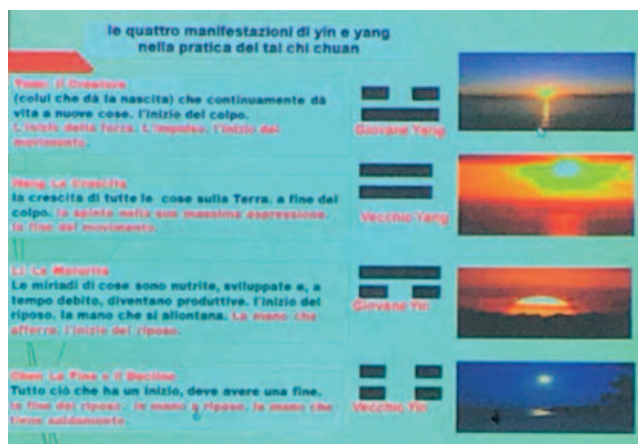 le quattro manifestazioni di yin e yang
nella pratica del tai chi chuan
Yuan: Il Creatore
(colui che dà la nascita) che continuamente dà
vita a nuove cose. l'inizio del colpo.
L'inizio della forza. L'impulso. l'inizio del
movimento.
Giovane Yang
Heng La Crescita
la crescita di tutte le cose sulla Terra. a fine del
colpo. la spinta nella sua massima espressione.
la fine del movimento.
Vecchio Yang
Li: La Maturità
Le miriadi di cose sono nutrite, sviluppate e, a
tempo debito, diventano produttive. l'inizio del
riposo. la mano che si allontana. La mano che
afferra. l'inizio del riposo.
Giovane Yin
Chen La Fine e il Declino
Tutto ciò che ha un inizio, deve avere una fine.
la fine del riposo. la mano a riposo. la mano che
tiene saldamente.
Vecchio Yin